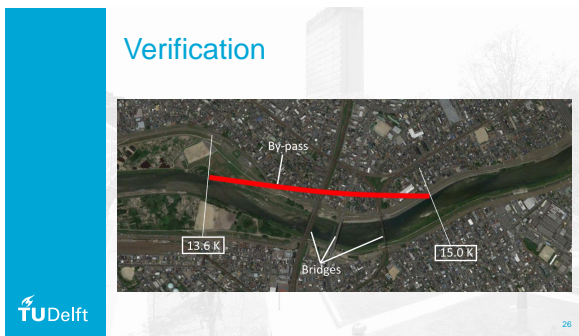 Verification
By-pass
13.6 K
15.0 K
Bridges
TUDelft
26